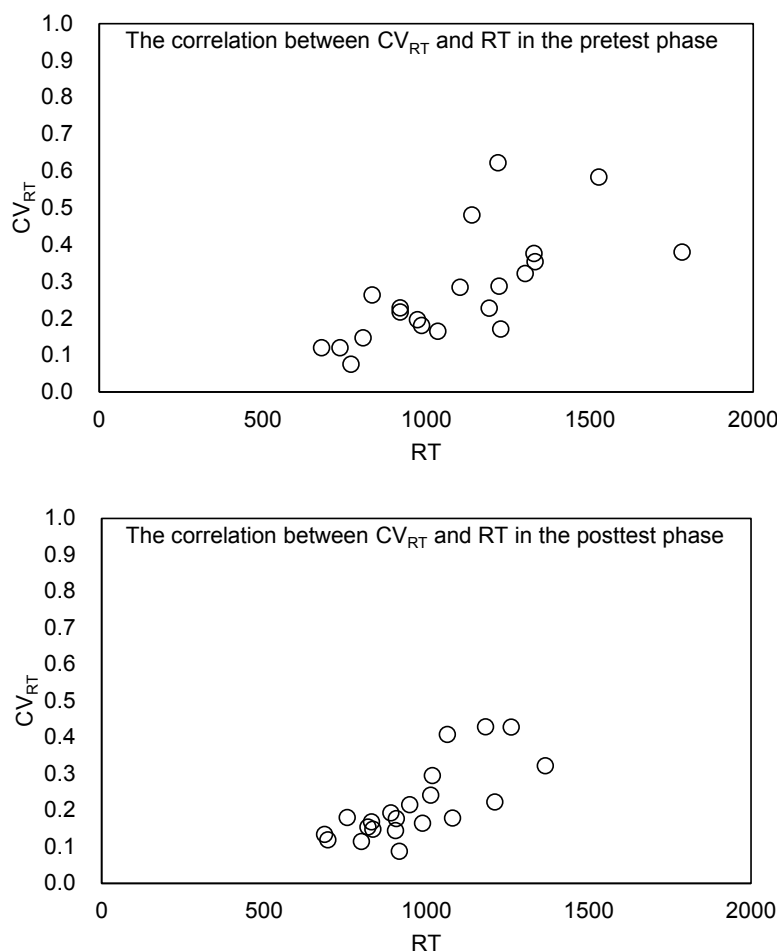 The correlation between CV_RT and RT in the pretest phase
1.0
0.9
0.8
0.7
0.6
0.5
0.4
0.3
0.2
0.1
0.0
CV_RT
0 500 1000 1500 2000
RT
The correlation between CV_RT and RT in the posttest phase
1.0
0.9
0.8
0.7
0.6
0.5
0.4
0.3
0.2
0.1
0.0
CV_RT
0 500 1000 1500 2000
RT